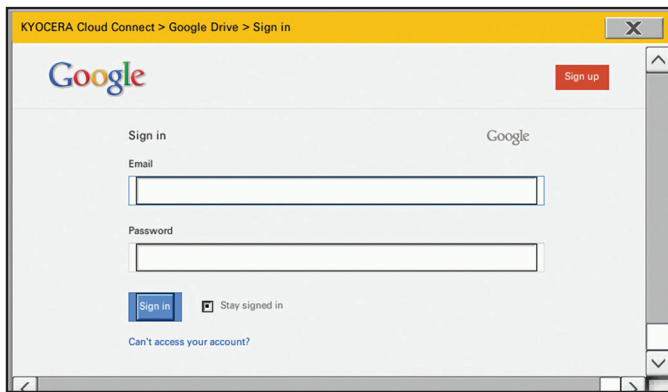 KYOCERA Cloud Connect > Google Drive > Sign in
X
Google
Sign up
Sign in
Google
Email
Password
Sign in
Stay signed in
Can't access your account?